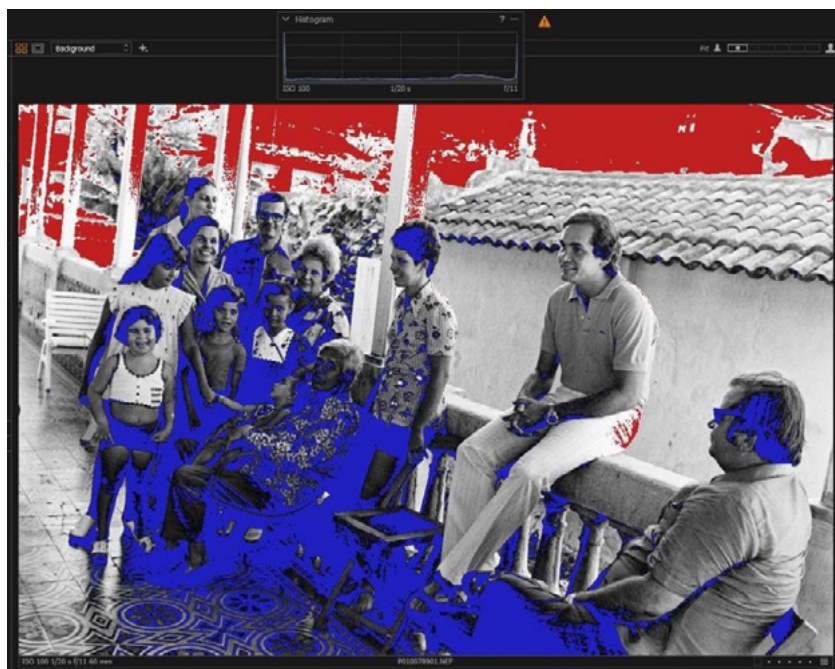 Histogram ? ...
ISO 100 1/20 s f/11
Background
Fit
ISO 100 1/20 s f/11 60 mm
P010079901.NEF